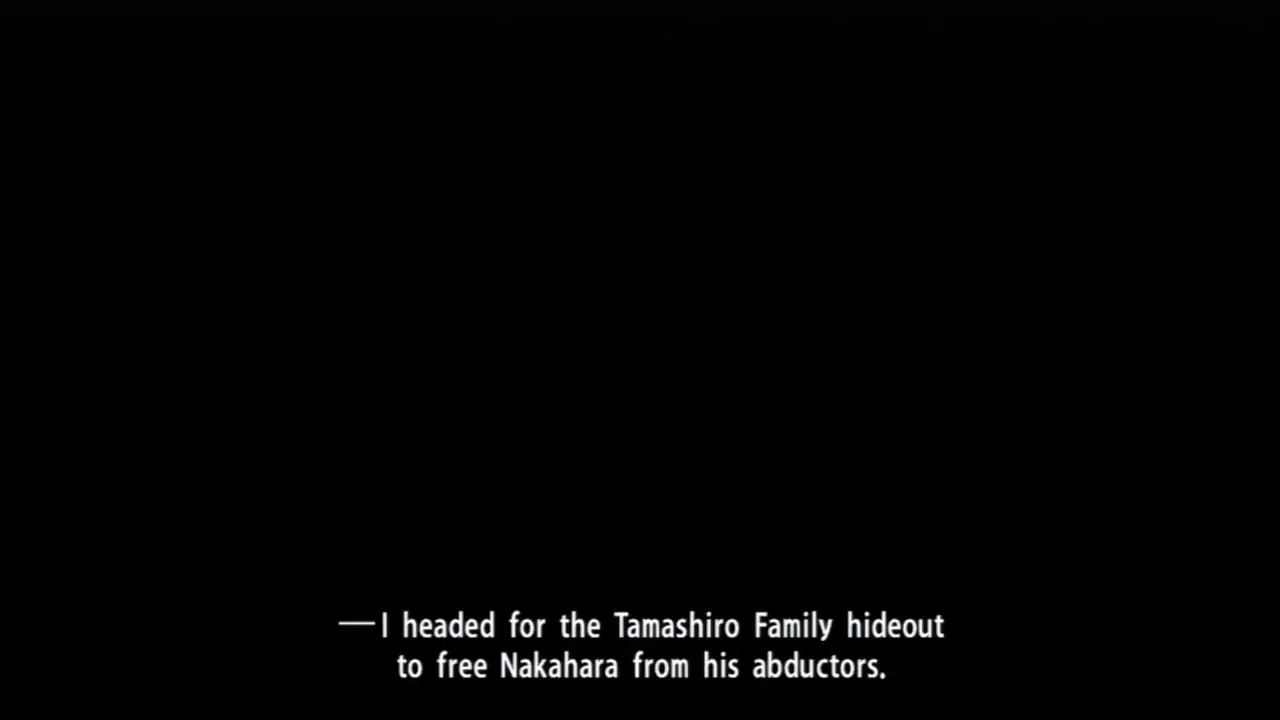 —I headed for the Tamashiro Family hideout
to free Nakahara from his abductors.